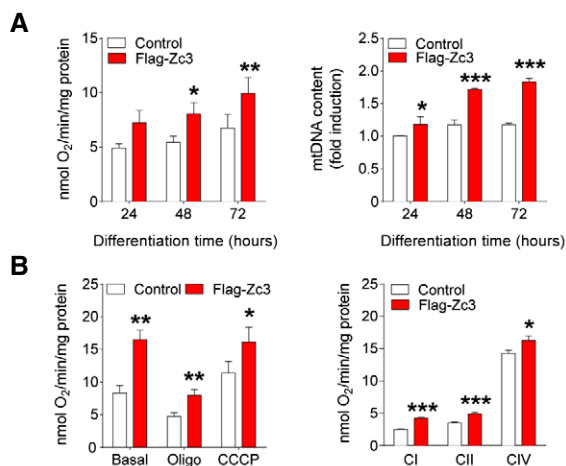 A
Control
Flag-Zc3
nmol O2/min/mg protein
15
10
5
0
*
**
24 48 72
Differentiation time (hours)
Control
Flag-Zc3
mtDNA content
(fold induction)
2.5
2.0
1.5
1.0
0.5
0.0
*
***
***
24 48 72
Differentiation time (hours)
B
Control Flag-Zc3
nmol O2/min/mg protein
25
20
15
10
5
0
**
**
*
Basal Oligo CCCP
Control
Flag-Zc3
nmol O2/min/mg protein
25
20
15
10
5
0
***
***
*
CI CII CIV